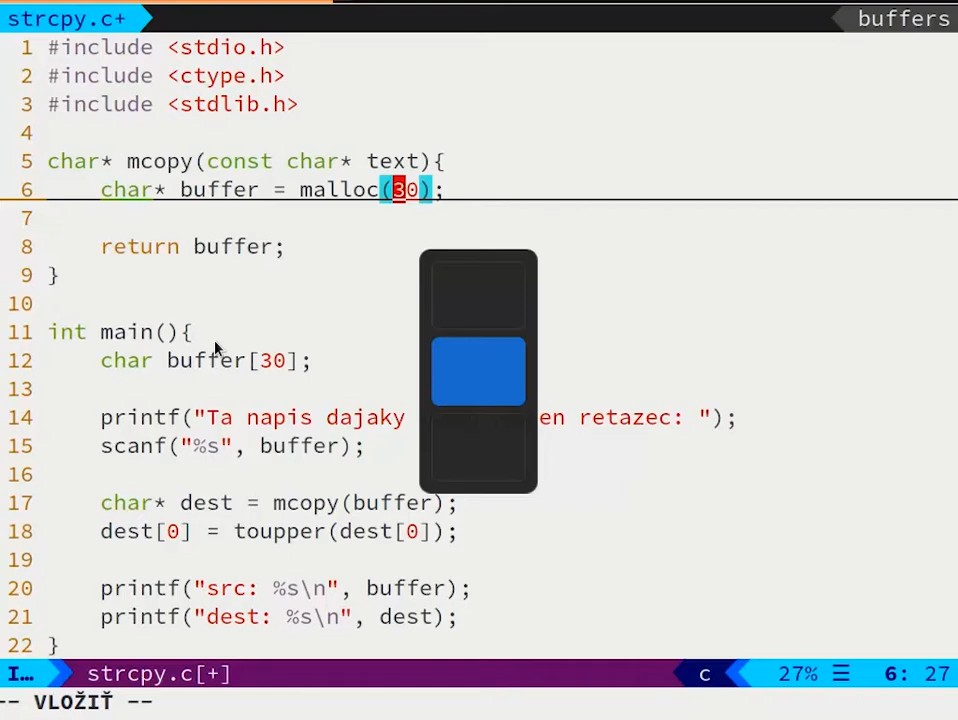 strcpy.c+ buffers
1 #include <stdio.h>
2 #include <ctype.h>
3 #include <stdlib.h>
4
5 char* mcopy(const char* text){
6 char* buffer = malloc(30);
7
8 return buffer;
9 }
10
11 int main(){
12 char buffer[30];
13
14 printf("Ta napis dajaky en retazec: ");
15 scanf("%s", buffer);
16
17 char* dest = mcopy(buffer);
18 dest[0] = toupper(dest[0]);
19
20 printf("src: %s\n", buffer);
21 printf("dest: %s\n", dest);
22 }
I… strcpy.c[+] c 27% ☰ 6: 27
-- VLOŽIŤ --